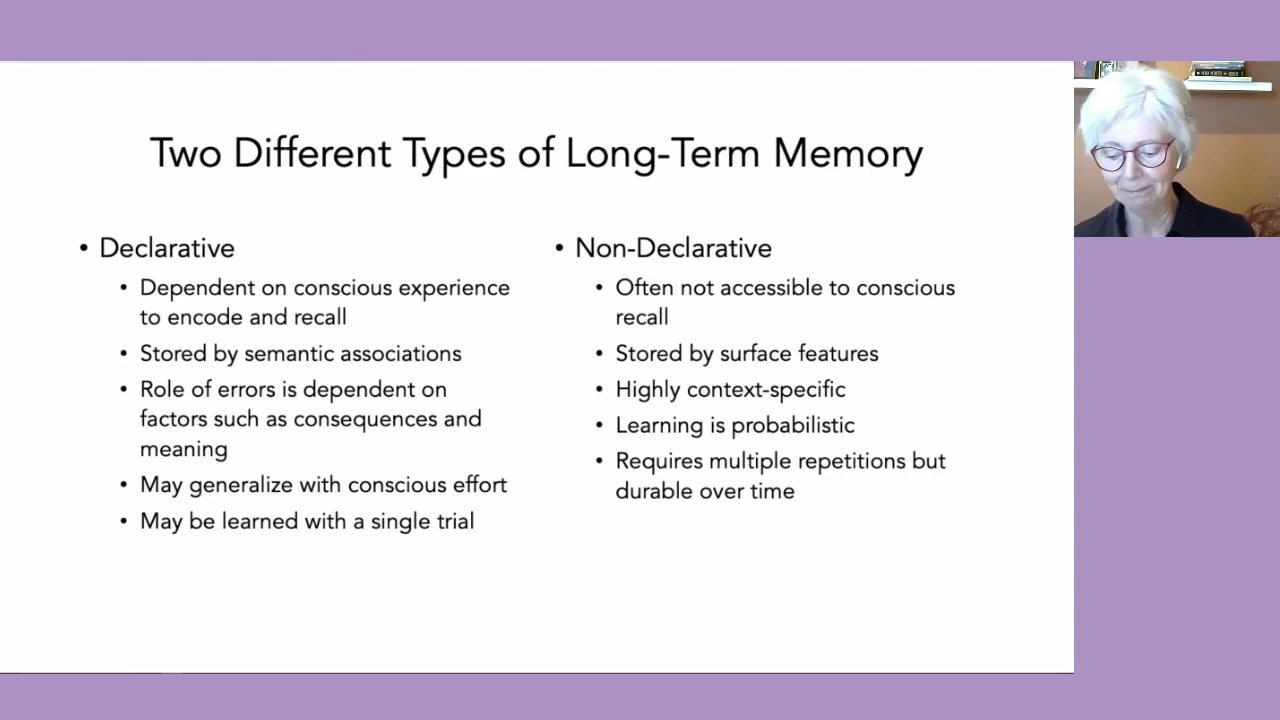 Two Different Types of Long-Term Memory
• Declarative
• Dependent on conscious experience
to encode and recall
• Stored by semantic associations
• Role of errors is dependent on
factors such as consequences and
meaning
• May generalize with conscious effort
• May be learned with a single trial
• Non-Declarative
• Often not accessible to conscious
recall
• Stored by surface features
• Highly context-specific
• Learning is probabilistic
• Requires multiple repetitions but
durable over time